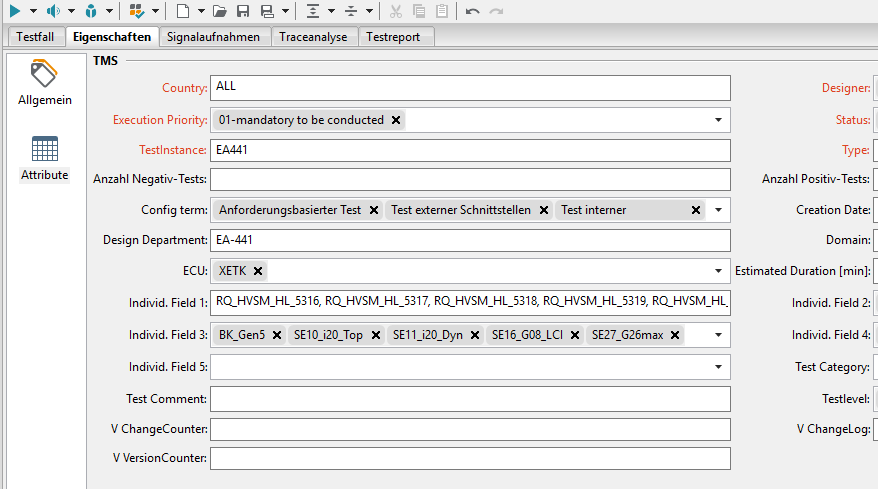 Testfall Eigenschaften Signalaufnahmen Traceanalyse Testreport
TMS
Allgemein
Attribute
Country: ALL Designer:
Execution Priority: 01-mandatory to be conducted Status:
TestInstance: EA441 Type:
Anzahl Negativ-Tests: Anzahl Positiv-Tests:
Config term: Anforderungsbasierter Test Test externer Schnittstellen Test interner Creation Date:
Design Department: EA-441 Domain:
ECU: XETK Estimated Duration [min]:
Individ. Field 1: RQ_HVSM_HL_5316, RQ_HVSM_HL_5317, RQ_HVSM_HL_5318, RQ_HVSM_HL_5319, RQ_HVSM_HL_ Individ. Field 2:
Individ. Field 3: BK_Gen5 SE10_i20_Top SE11_i20_Dyn SE16_G08_LCI SE27_G26max Individ. Field 4:
Individ. Field 5: Test Category:
Test Comment: Testlevel:
V ChangeCounter: V ChangeLog:
V VersionCounter: